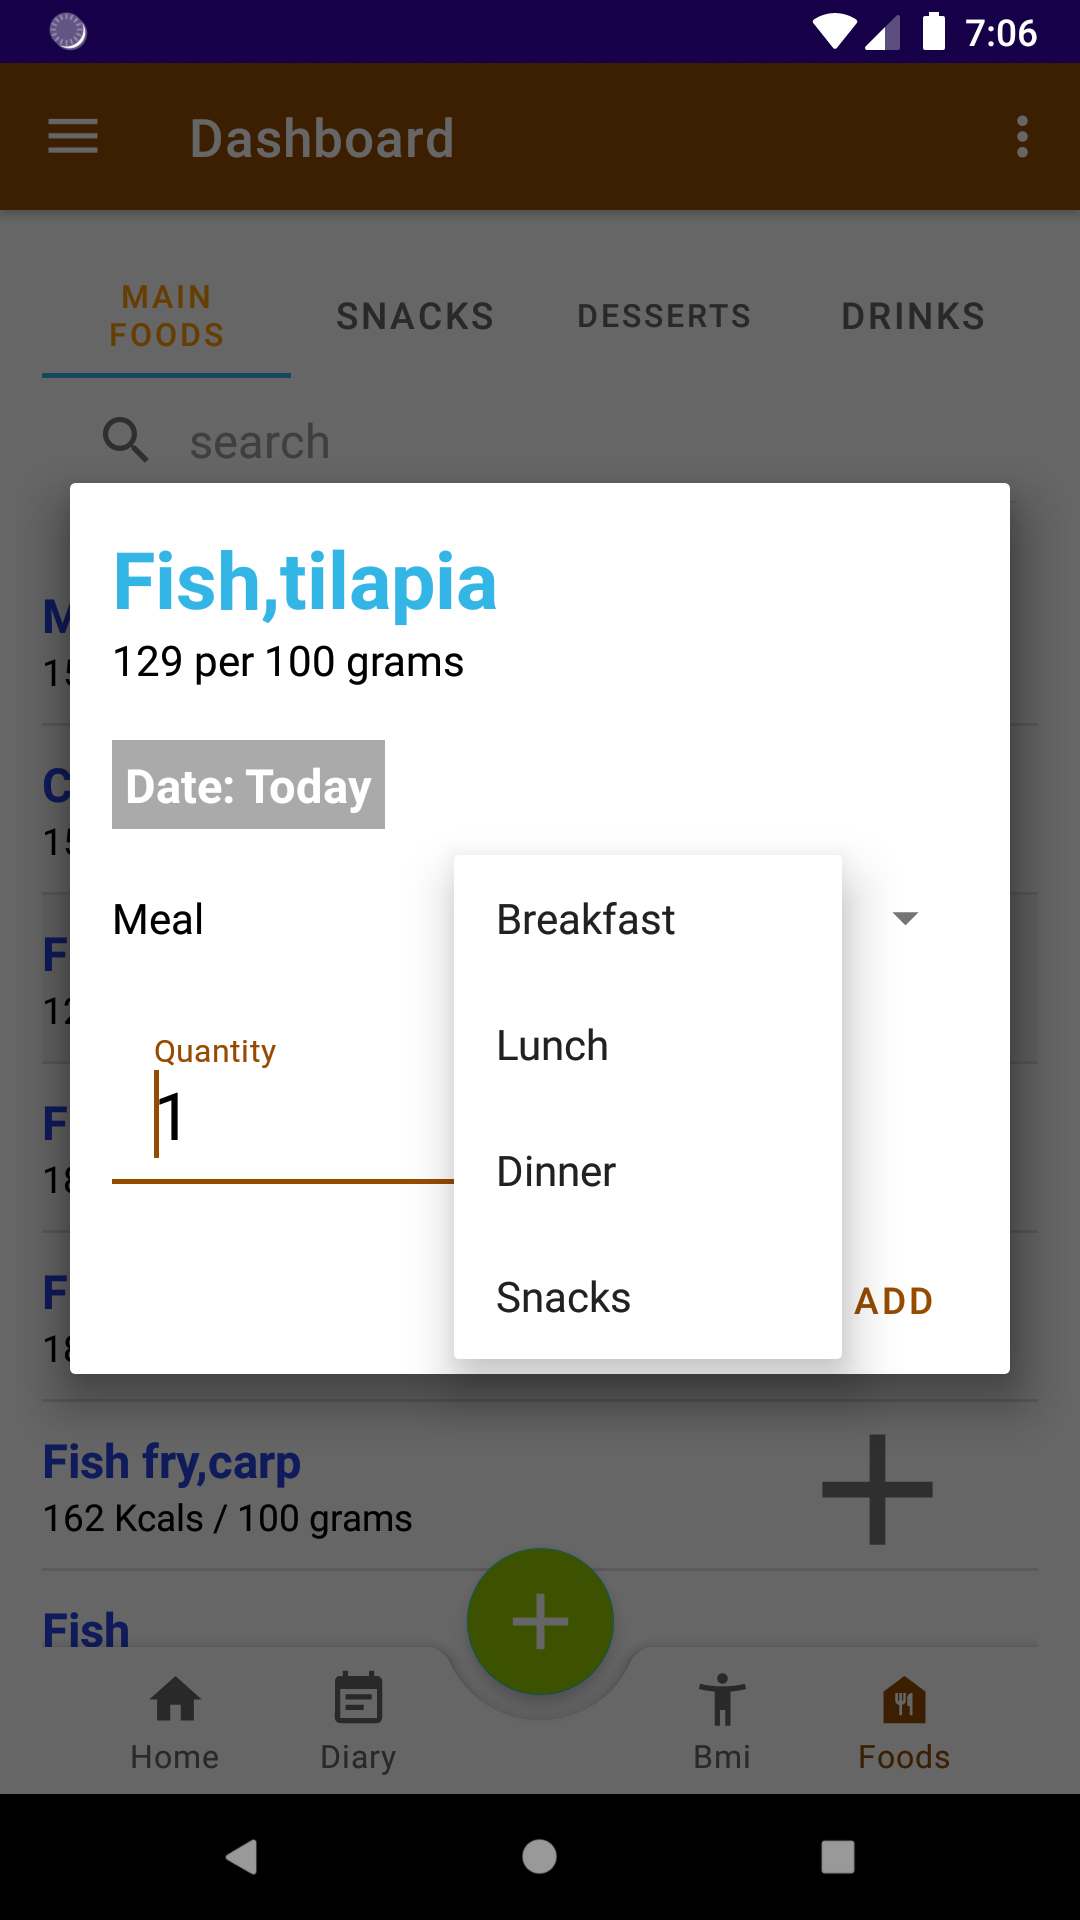 7:06
Dashboard
MAIN
FOODS
SNACKS
DESSERTS
DRINKS
search
Fish,tilapia
129 per 100 grams
Date: Today
Meal
Breakfast
Lunch
Dinner
Snacks
Quantity
1
ADD
Fish fry,carp
162 Kcals / 100 grams
Fish
Home
Diary
Bmi
Foods